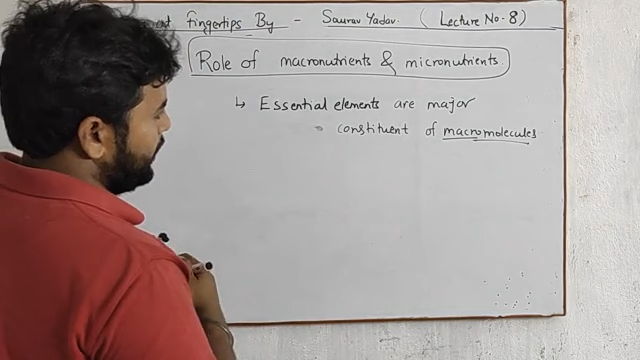 fingertips By - Saurav Yadav. ( Lecture No. 8 )
Role of macronutrients & micronutrients.
↳ Essential elements are major
constituent of macromolecules.